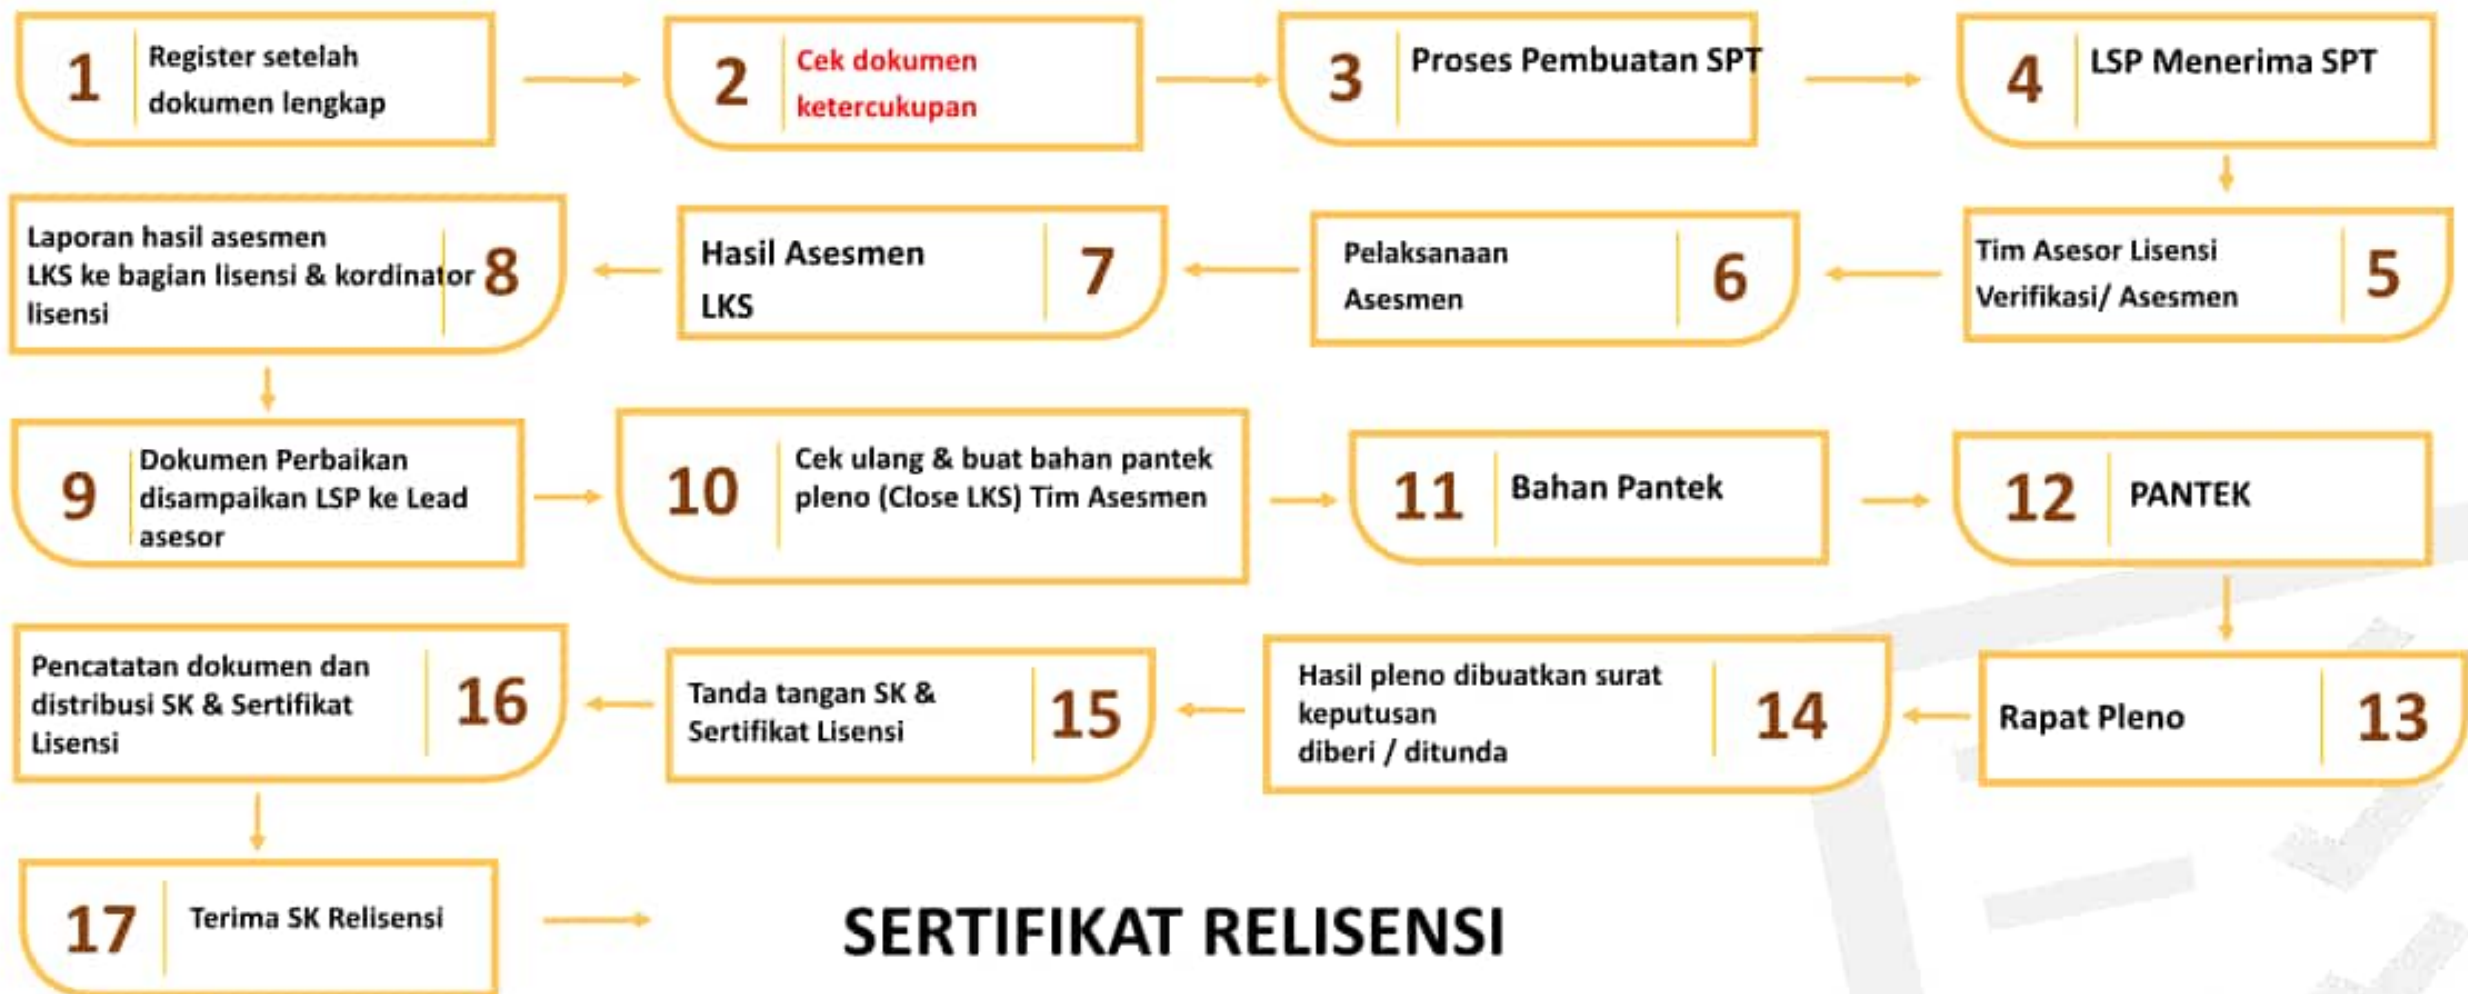 1
Register setelah
dokumen lengkap
2
Cek dokumen
ketercukupan
3
Proses Pembuatan SPT
4
LSP Menerima SPT
5
Tim Asesor Lisensi
Verifikasi/ Asesmen
6
Pelaksanaan
Asesmen
7
Hasil Asesmen
LKS
8
Laporan hasil asesmen
LKS ke bagian lisensi & kordinator
lisensi
9
Dokumen Perbaikan
disampaikan LSP ke Lead
asesor
10
Cek ulang & buat bahan pantek
pleno (Close LKS) Tim Asesmen
11
Bahan Pantek
12
PANTEK
13
Rapat Pleno
14
Hasil pleno dibuatkan surat
keputusan
diberi / ditunda
15
Tanda tangan SK &
Sertifikat Lisensi
16
Pencatatan dokumen dan
distribusi SK & Sertifikat
Lisensi
17
Terima SK Relisensi
SERTIFIKAT RELISENSI